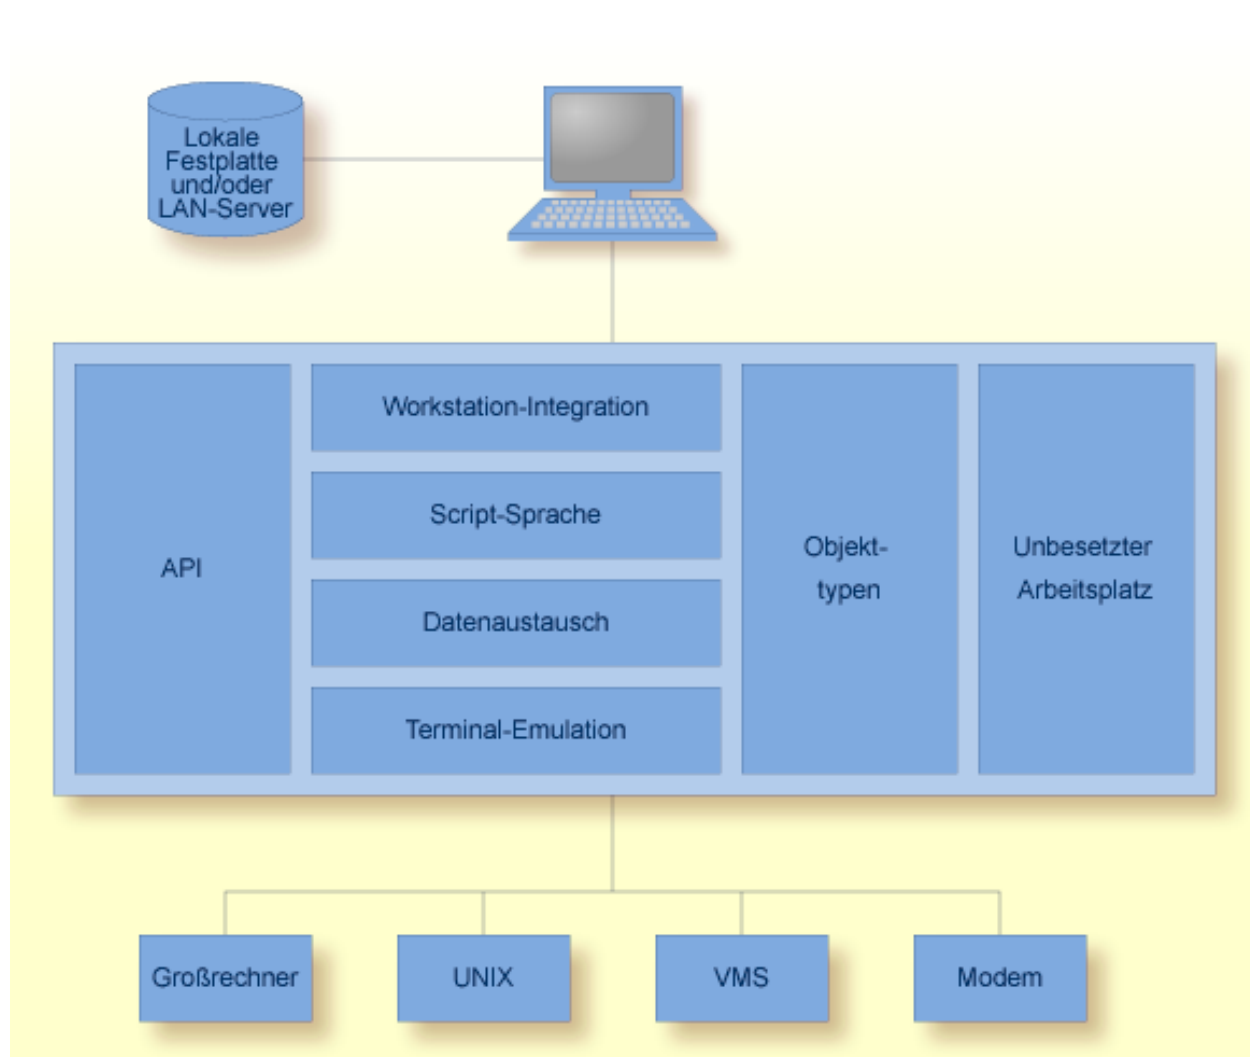 Lokale
Festplatte
und/oder
LAN-Server
API
Workstation-Integration
Script-Sprache
Datenaustausch
Terminal-Emulation
Objekt-
typen
Unbesetzter
Arbeitsplatz
Großrechner
UNIX
VMS
Modem